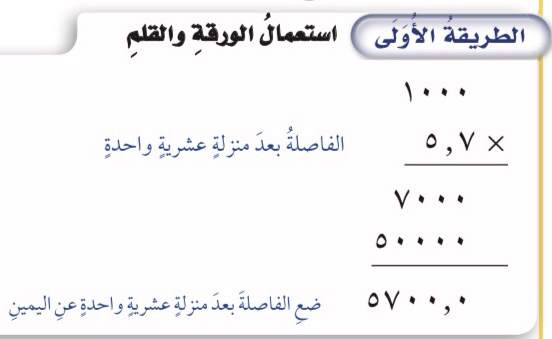 الطريقةُ الأُوَلَى استعمالُ الورقةِ والقلمِ
١٠٠٠
× ٥,٧ الفاصلةُ بعدَ منزلةٍ عشريةٍ واحدةٍ
٧٠٠٠
٥٠٠٠٠
٥٧٠٠,٠ ضعِ الفاصلةَ بعدَ منزلةٍ عشريةٍ واحدةٍ عنِ اليمينِ